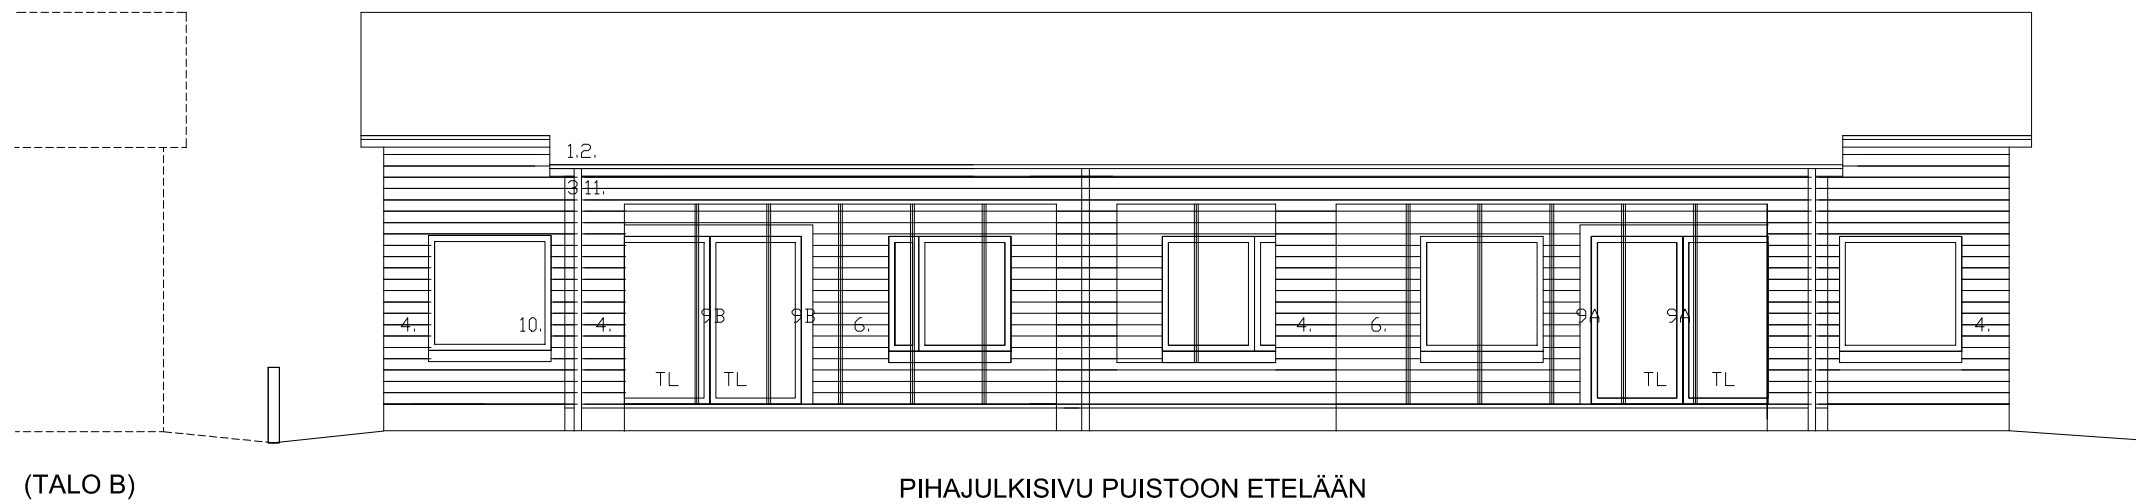 1.2.
3 11.
9B 9B 9A 9A
4. 10. 4. 6. 4. 6. 4.
TL TL TL TL
(TALO B) PIHAJULKISIVU PUISTOON ETELÄÄN